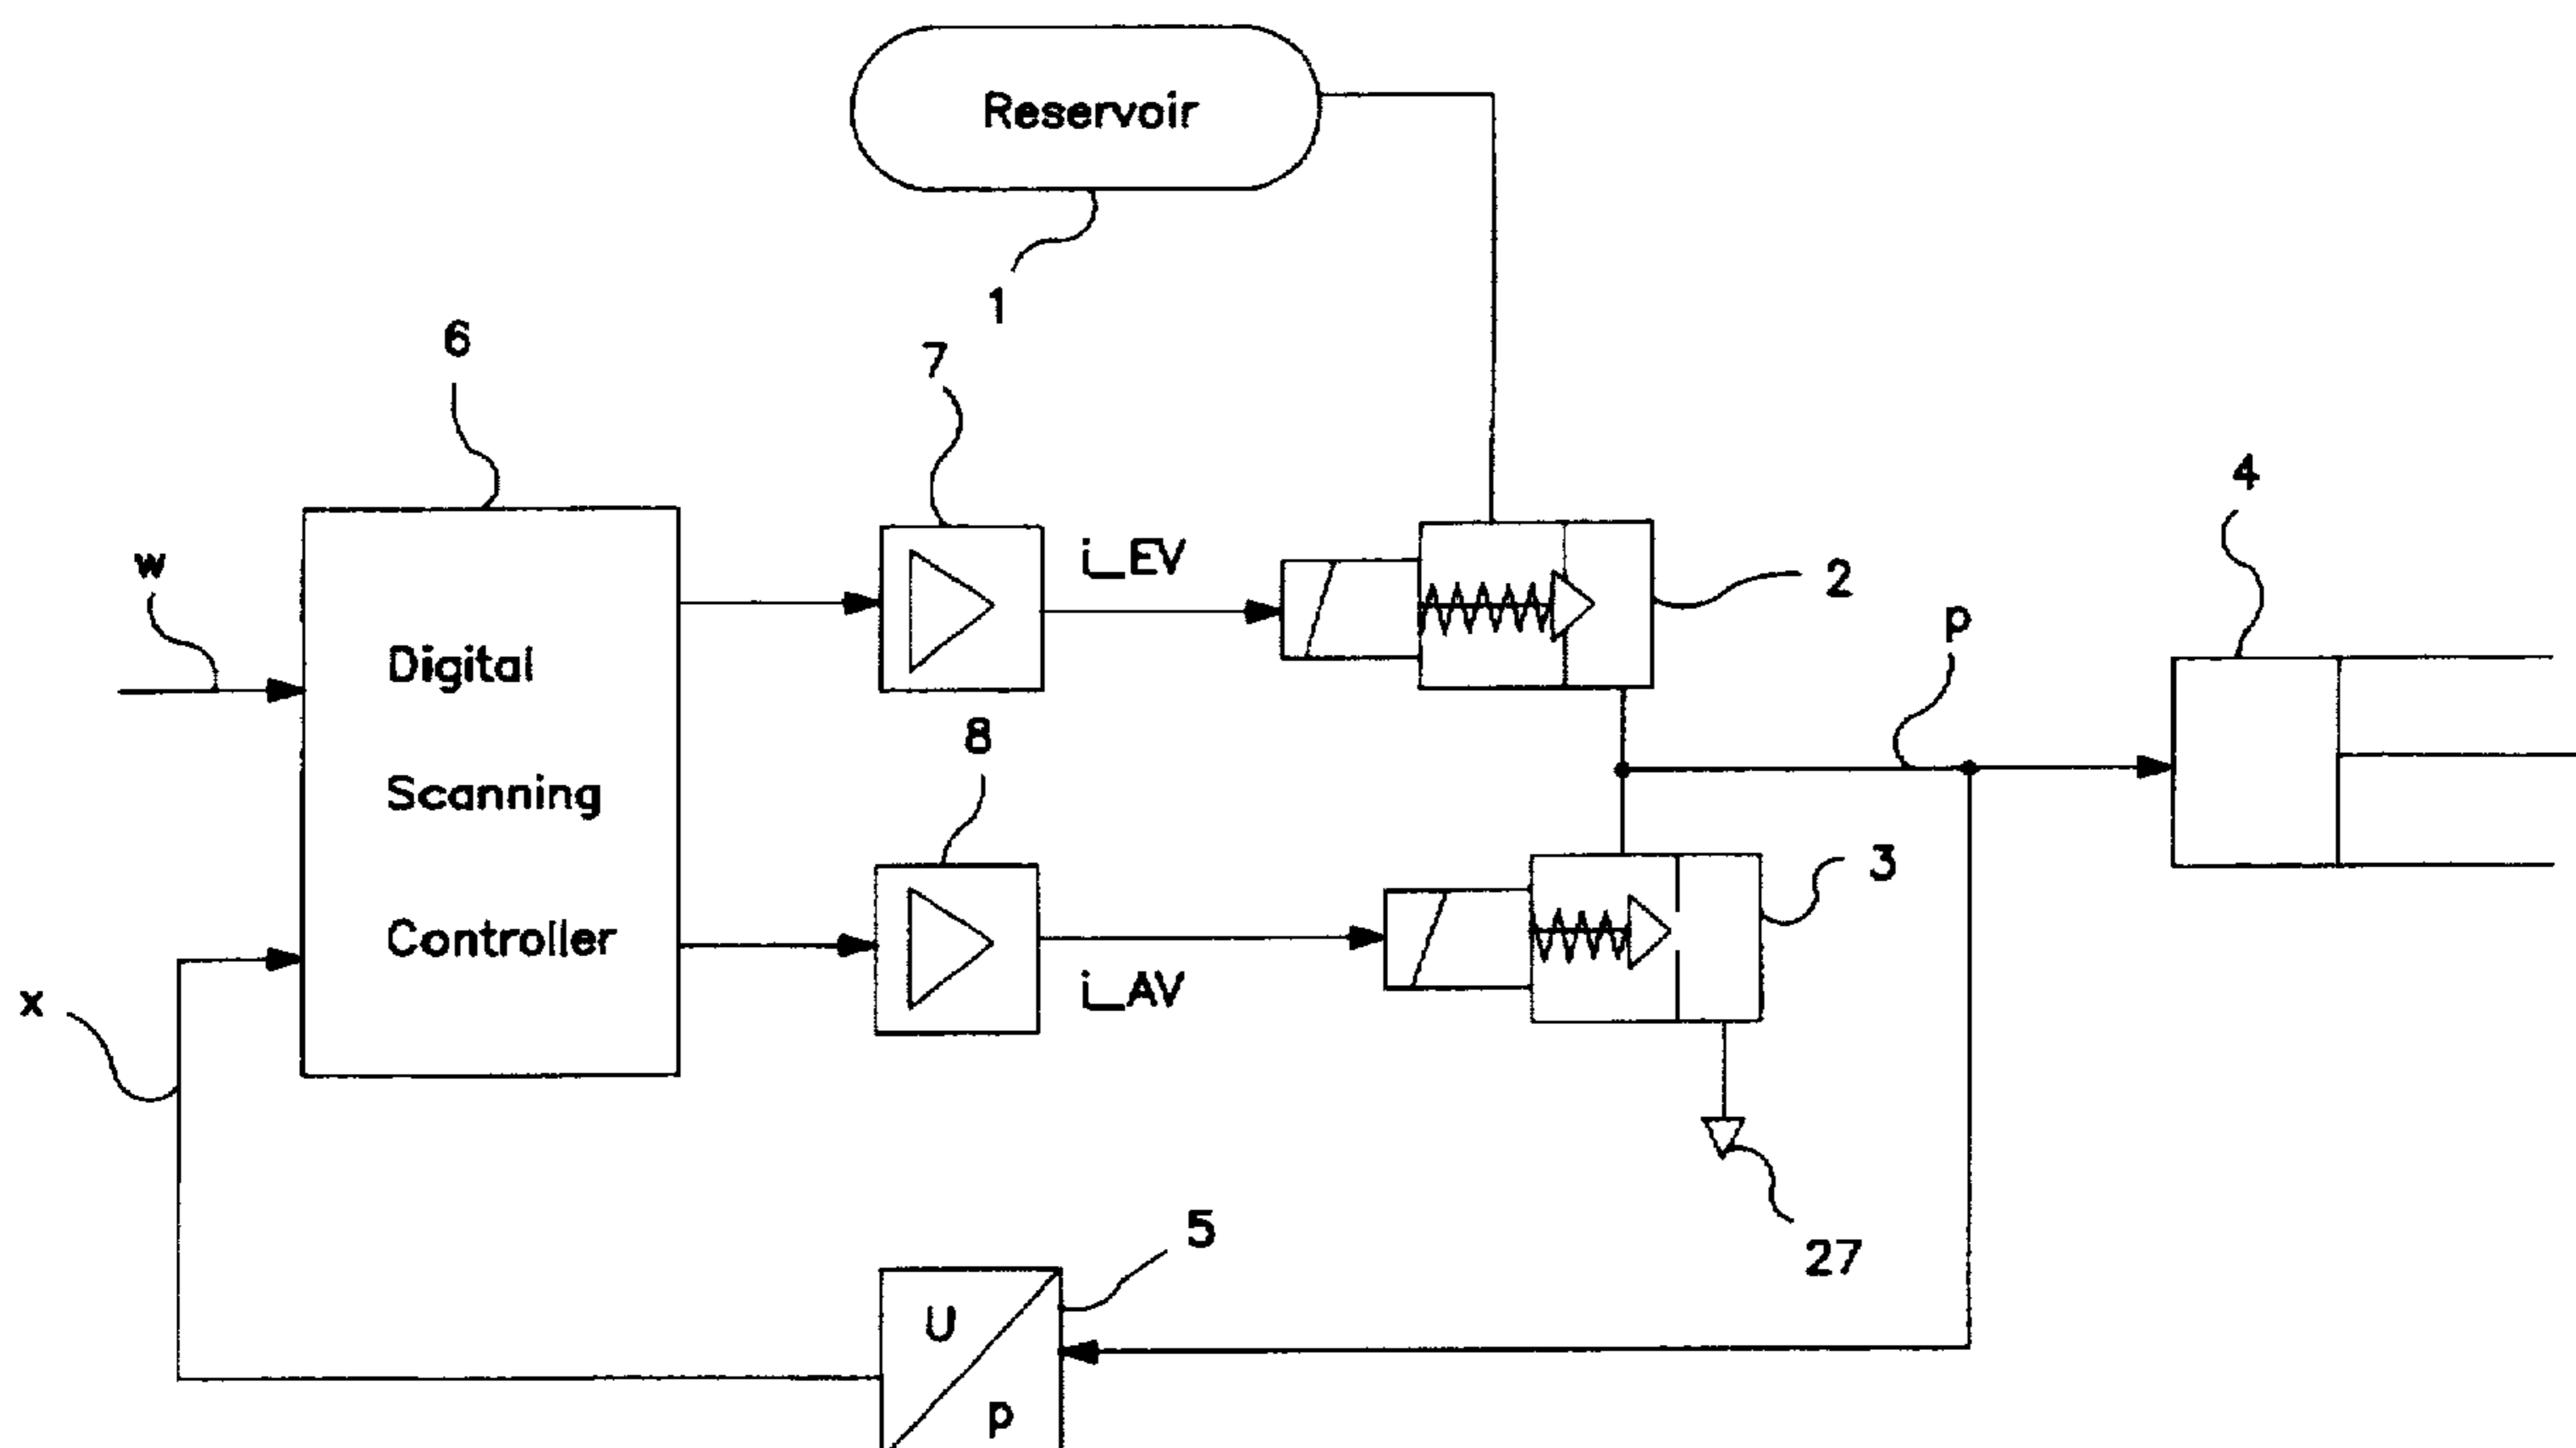 Reservoir
1
6
7
w
i_EV
4
2
p
Digital
8
Scanning
3
Controller
i_AV
x
5
27
U
p